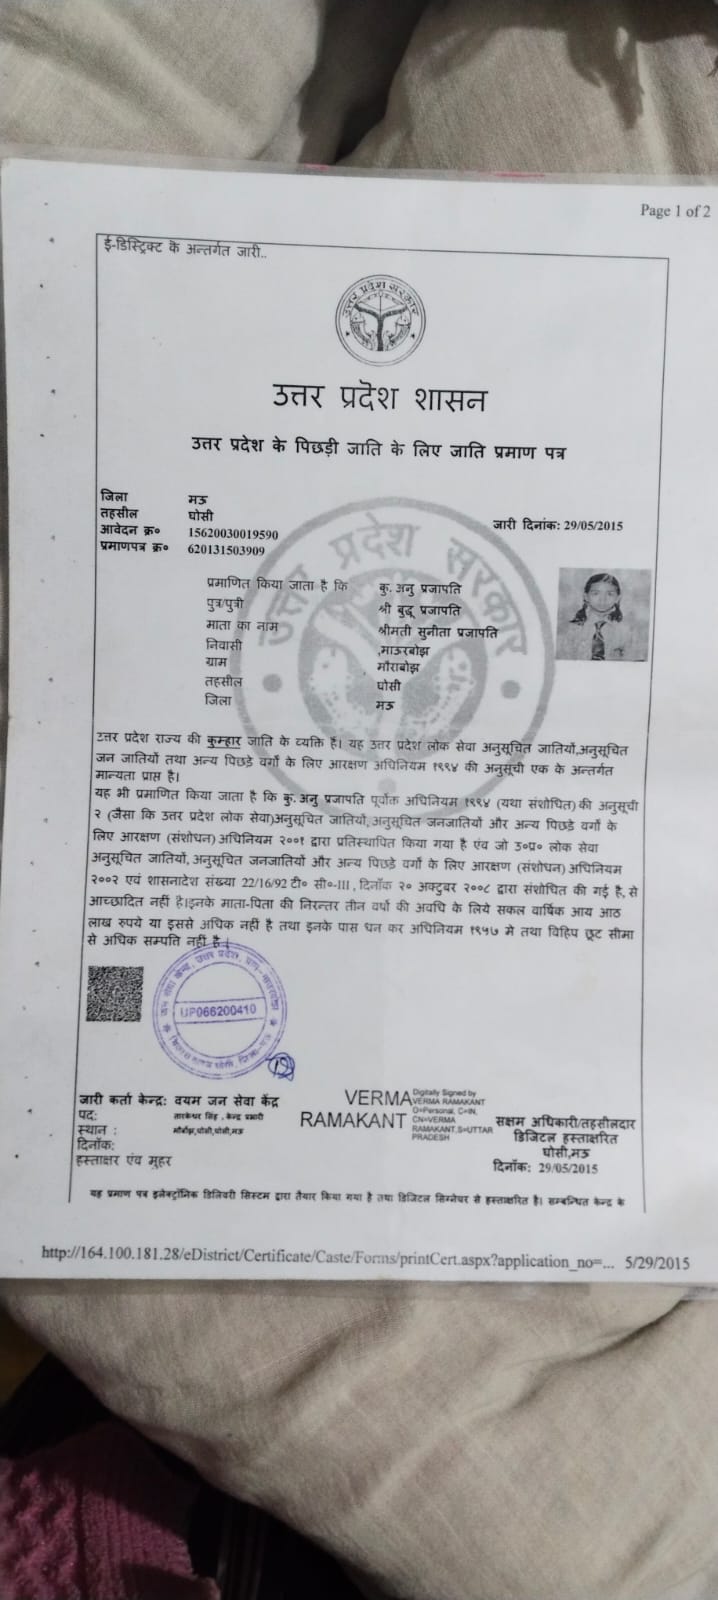 Page 1 of 2
ई-डिस्ट्रिक्ट के अन्तर्गत जारी..
उत्तर प्रदेश सरकार
उत्तर प्रदेश शासन
उत्तर प्रदेश के पिछड़ी जाति के लिए जाति प्रमाण पत्र
जिला मऊ
तहसील घोसी
आवेदन क्र० 15620030019590
जारी दिनांक: 29/05/2015
प्रमाणपत्र क्र० 620131503909
उत्तर प्रदेश सरकार
प्रमाणित किया जाता है कि कु. अनु प्रजापति
पुत्र/पुत्री श्री बुद्धू प्रजापति
माता का नाम श्रीमती सुनीता प्रजापति
निवासी ,माऊरबोझ
ग्राम मौराबोझ
तहसील घोसी
जिला मऊ
उत्तर प्रदेश राज्य की कुम्हार जाति के व्यक्ति हैं। यह उत्तर प्रदेश लोक सेवा अनुसूचित जातियों,अनुसूचित
जन जातियों तथा अन्य पिछड़े वर्गों के लिए आरक्षण अधिनियम १९९४ की अनुसूची एक के अन्तर्गत
मान्यता प्राप्त है।
यह भी प्रमाणित किया जाता है कि कु. अनु प्रजापति पूर्वोक्त अधिनियम १९९४ (यथा संशोधित) की अनुसूची
२ (जैसा कि उत्तर प्रदेश लोक सेवा)अनुसूचित जातियों, अनुसूचित जनजातियों और अन्य पिछड़े वर्गों के
लिए आरक्षण (संशोधन) अधिनियम २००१ द्वारा प्रतिस्थापित किया गया है एंव जो उ०प्र० लोक सेवा
अनुसूचित जातियों, अनुसूचित जनजातियों और अन्य पिछड़े वर्गों के लिए आरक्षण (संशोधन) अधिनियम
२००२ एवं शासनादेश संख्या 22/16/92 टी० सी०-III , दिनॉक २० अक्टुबर २००८ द्वारा संशोधित की गई है, से
आच्छादित नहीं है।इनके माता-पिता की निरन्तर तीन वर्षो की अवधि के लिये सकल वार्षिक आय आठ
लाख रुपये या इससे अधिक नहीं है तथा इनके पास धन कर अधिनियम १९५७ मे तथा विहिप छूट सीमा
से अधिक सम्पति नहीं है।
UP066200410
जारी कर्ता केन्द्र: वयम जन सेवा केंद्र
पद: तारकेश्वर सिंह , केन्द्र प्रभारी
स्थान : मौर्बोझ,घोसी,घोसी,मऊ
दिनॉक:
हस्ताक्षर एंव मुहर
VERMA
RAMAKANT
Digitally Signed by
VERMA RAMAKANT
O=Personal, C=IN,
CN=VERMA
RAMAKANT,S=UTTAR
PRADESH
सक्षम अधिकारी/तहसीलदार
डिजिटल हस्ताक्षरित
घोसी,मऊ
दिनॉक: 29/05/2015
यह प्रमाण पत्र इलेक्ट्रॉनिक डिलिवरी सिस्टम द्वारा तैयार किया गया है तथा डिजिटल सिग्नेचर से हस्ताक्षरित है। सम्बन्धित केन्द्र के
http://164.100.181.28/eDistrict/Certificate/Caste/Forms/printCert.aspx?application_no=... 5/29/2015